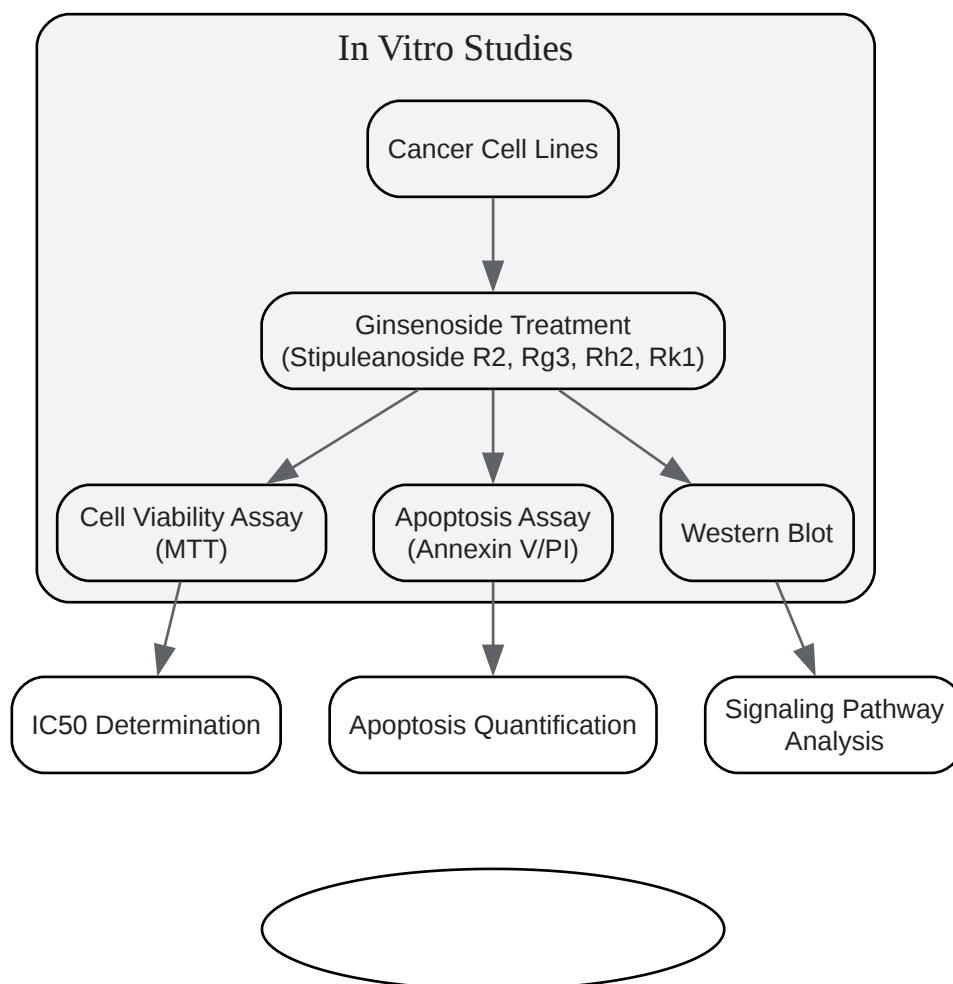 In Vitro Studies
Cancer Cell Lines
Ginsenoside Treatment
(Stipuleanoside R2, Rg3, Rh2, Rk1)
Cell Viability Assay
(MTT)
Apoptosis Assay
(Annexin V/PI)
Western Blot
IC50 Determination
Apoptosis Quantification
Signaling Pathway
Analysis